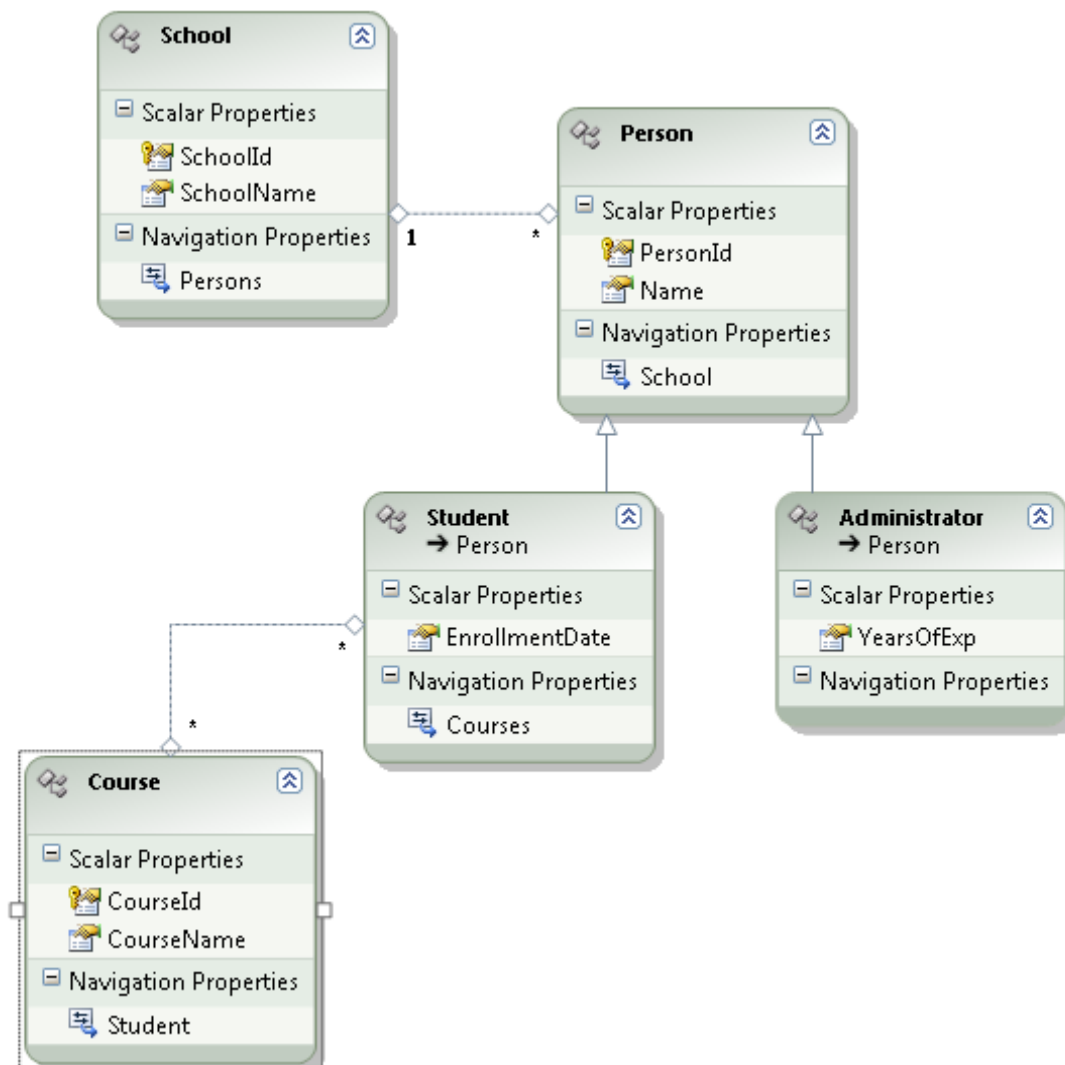 School
Scalar Properties
SchoolId
SchoolName
Navigation Properties
Persons
1
*
Person
Scalar Properties
PersonId
Name
Navigation Properties
School
Student
→ Person
Scalar Properties
EnrollmentDate
Navigation Properties
Courses
*
*
Administrator
→ Person
Scalar Properties
YearsOfExp
Navigation Properties
Course
Scalar Properties
CourseId
CourseName
Navigation Properties
Student